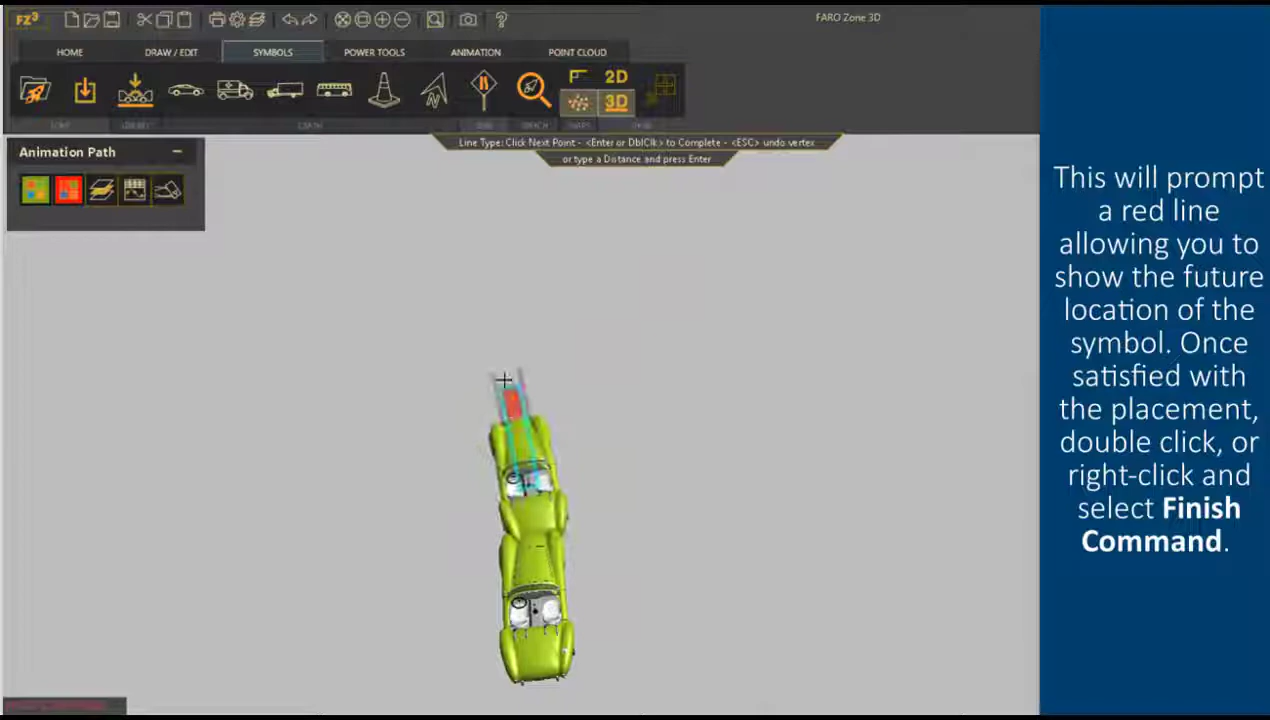 FZ³
FARO Zone 3D
HOME
DRAW / EDIT
SYMBOLS
POWER TOOLS
ANIMATION
POINT CLOUD
2D
3D
Line Type: Click Next Point - <Enter or DblClk> to Complete - <ESC> undo vertex
or type a Distance and press Enter
Animation Path
This will prompt
a red line
allowing you to
show the future
location of the
symbol. Once
satisfied with
the placement,
double click, or
right-click and
select Finish
Command.